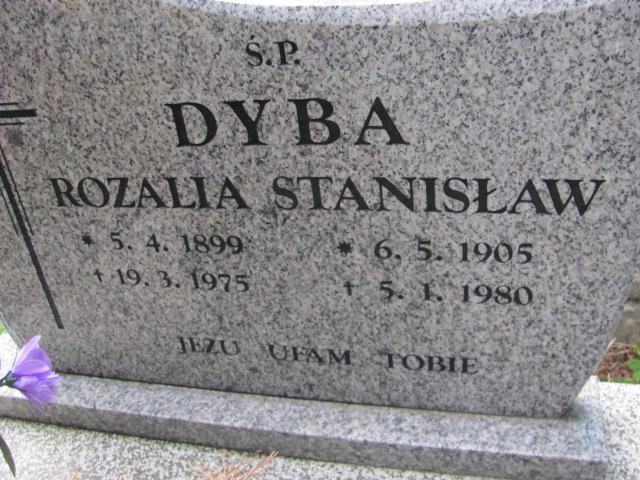 Ś.P.
DYBA
ROZALIA STANISŁAW
* 5. 4. 1899 * 6. 5. 1905
† 19. 3. 1975 † 5. 1. 1980
JEZU UFAM TOBIE